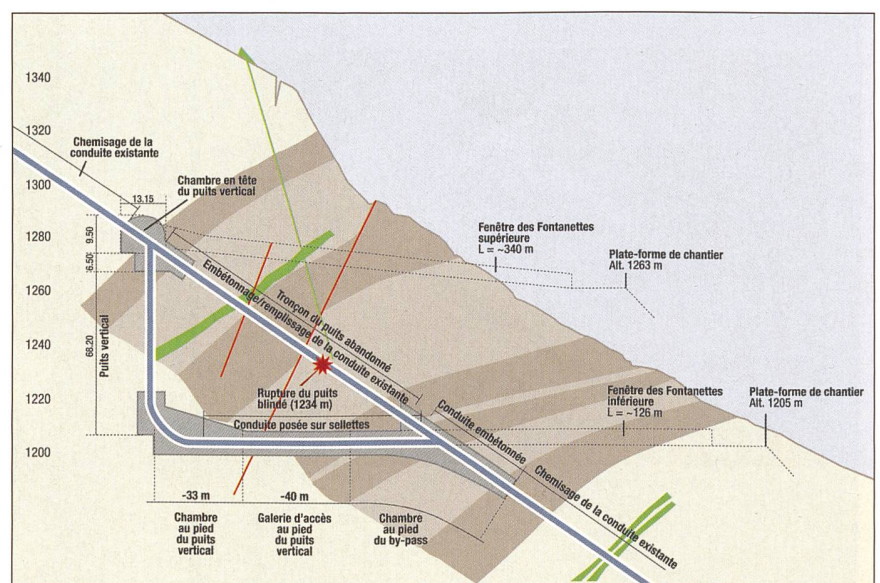 1340
1320
1300
1280
1260
1240
1220
1200
Chemisage de la
conduite existante
Chambre en tête
du puits vertical
13.15
9.50
6.50
68.20
Puits vertical
Fenêtre des Fontanettes
supérieure
L = ~340 m
Plate-forme de chantier
Alt. 1263 m
Tronçon du puits abandonné
Embétonnage/remplissage de la conduite existante
Rupture du puits
blindé (1234 m)
Fenêtre des Fontanettes
inférieure
L = ~126 m
Plate-forme de chantier
Alt. 1205 m
Conduite posée sur sellettes
Conduite embétonnée
Chemisage de la conduite existante
~33 m
~40 m
Chambre
au pied
du puits
vertical
Galerie d'accès
au pied
du puits
vertical
Chambre
au pied
du by-pass